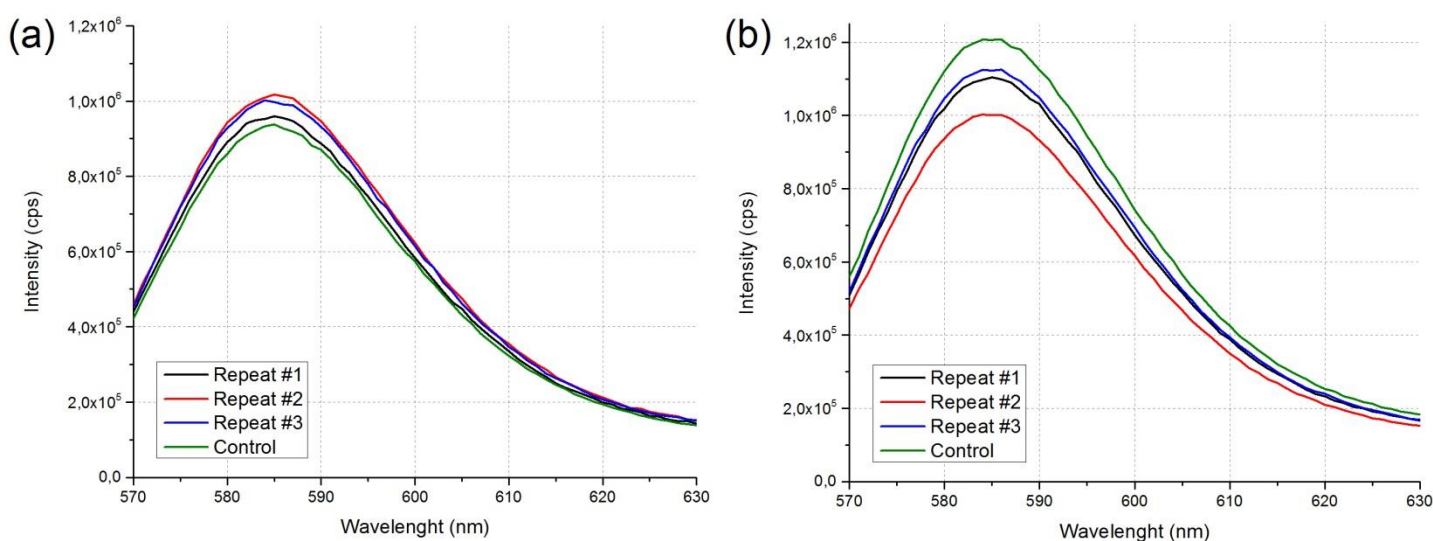 (a)
1,2x10⁶
1,0x10⁶
8,0x10⁵
6,0x10⁵
4,0x10⁵
2,0x10⁵
0,0
Intensity (cps)
Repeat #1
Repeat #2
Repeat #3
Control
570 580 590 600 610 620 630
Wavelenght (nm)
(b)
1,2x10⁶
1,0x10⁶
8,0x10⁵
6,0x10⁵
4,0x10⁵
2,0x10⁵
0,0
Intensity (cps)
Repeat #1
Repeat #2
Repeat #3
Control
570 580 590 600 610 620 630
Wavelenght (nm)